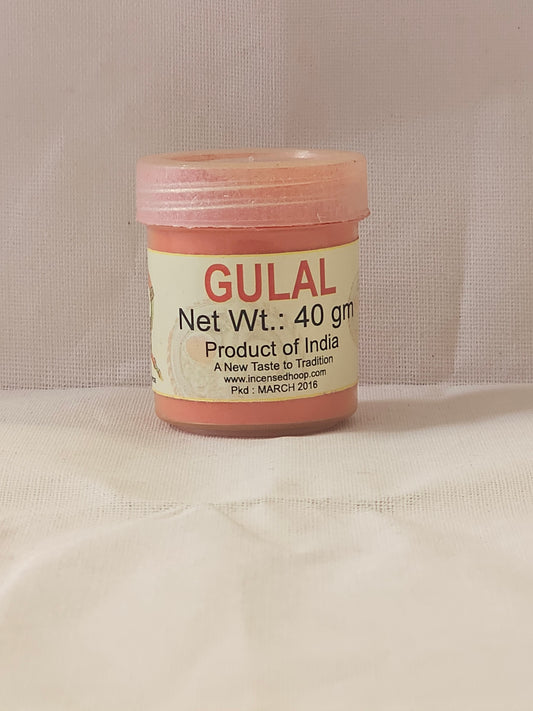 GULAL
Net Wt.: 40 gm
Product of India
A New Taste to Tradition
www.incensedhoop.com
Pkd : MARCH 2016